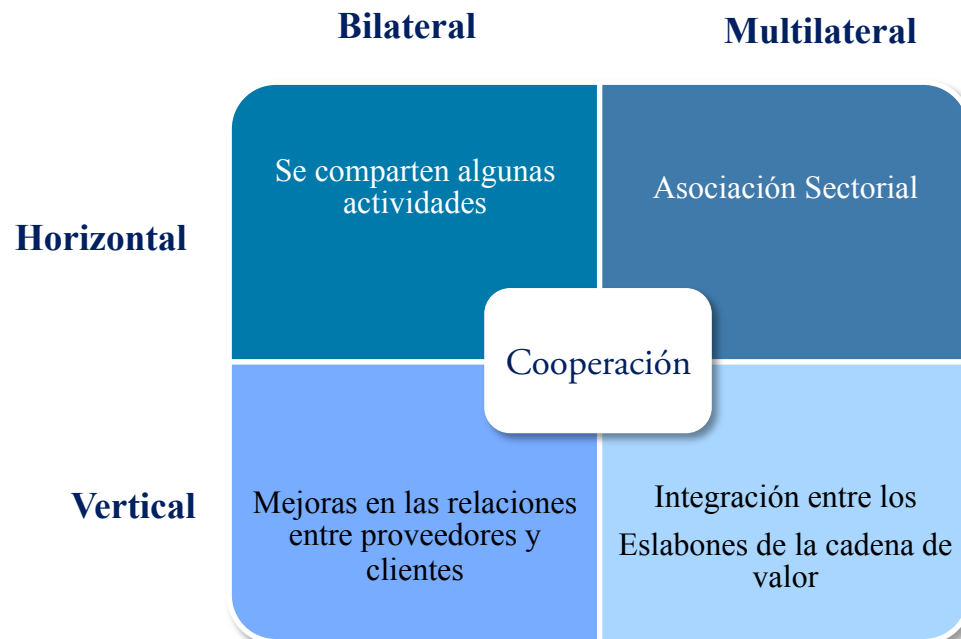 Bilateral
Multilateral
Se comparten algunas
actividades
Asociación Sectorial
Horizontal
Cooperación
Vertical
Mejoras en las relaciones
entre proveedores y
clientes
Integración entre los
Eslabones de la cadena de
valor